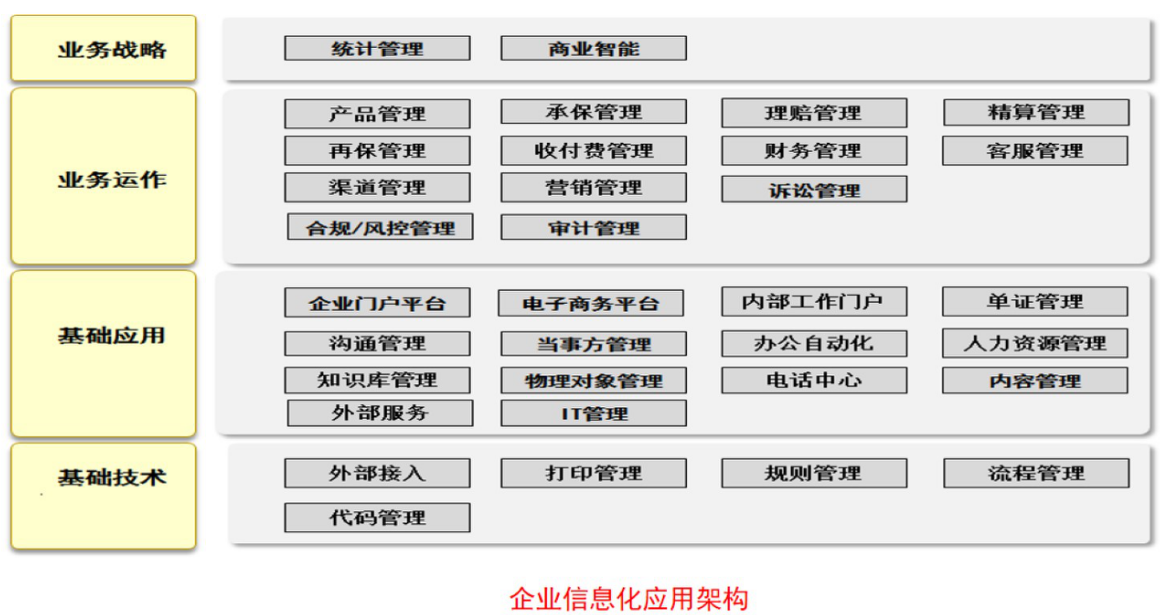 业务战略
统计管理 商业智能
业务运作
产品管理 承保管理 理赔管理 精算管理
再保管理 收付费管理 财务管理 客服管理
渠道管理 营销管理 诉讼管理
合规/风控管理 审计管理
基础应用
企业门户平台 电子商务平台 内部工作门户 单证管理
沟通管理 当事方管理 办公自动化 人力资源管理
知识库管理 物理对象管理 电话中心 内容管理
外部服务 IT管理
基础技术
外部接入 打印管理 规则管理 流程管理
代码管理
企业信息化应用架构